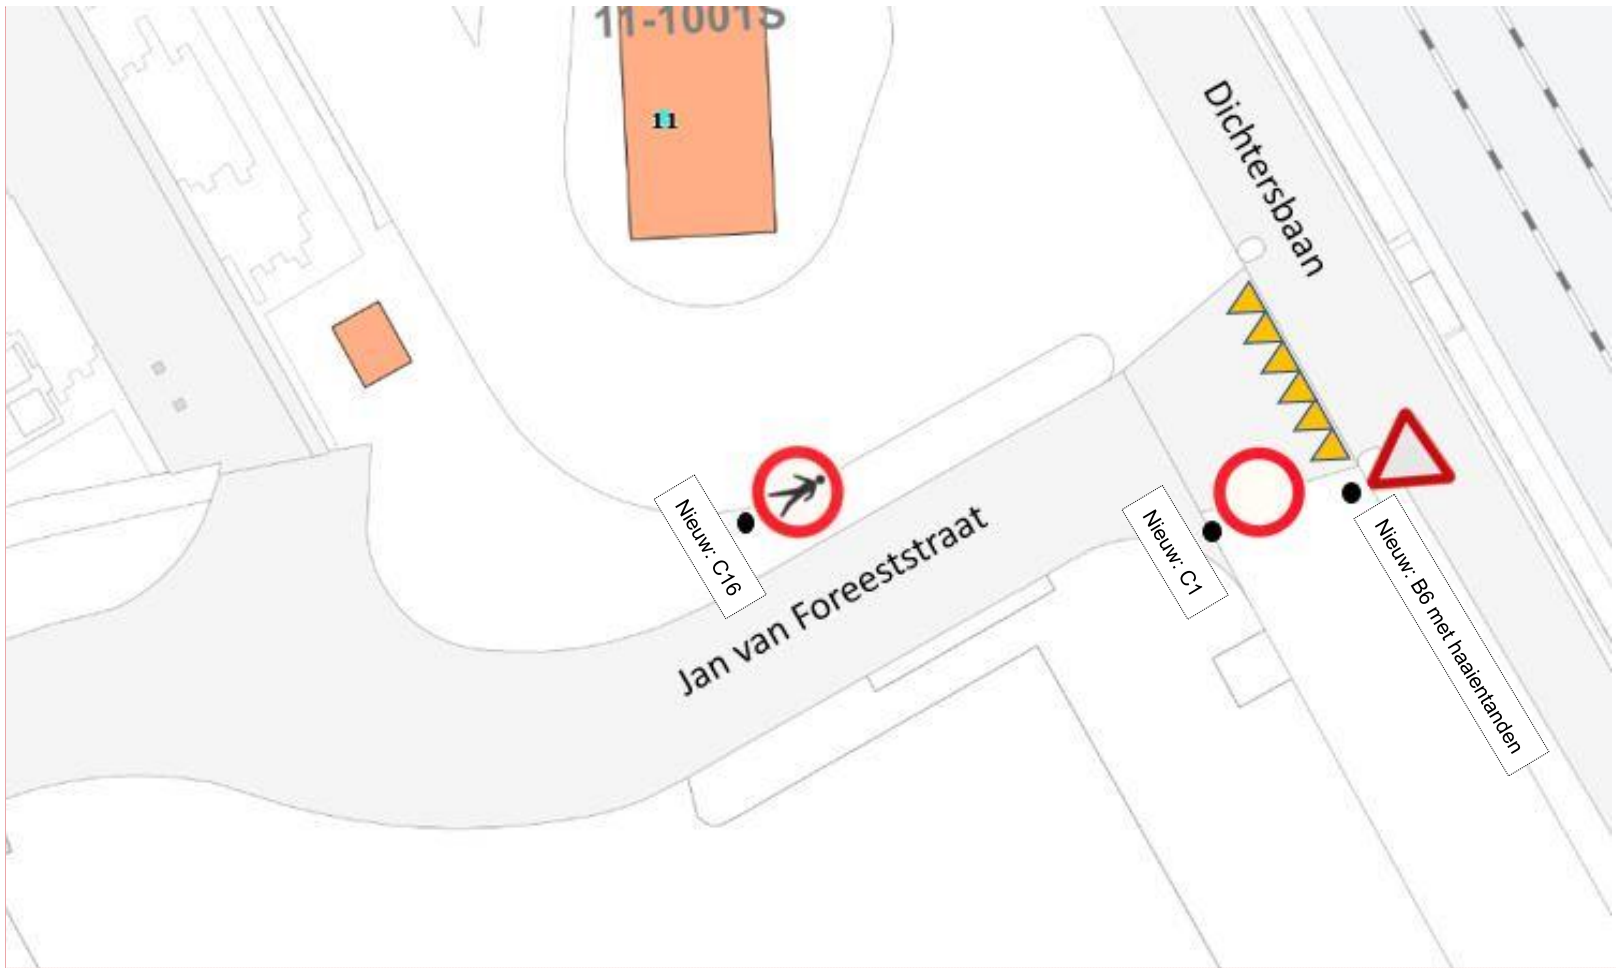 11-1001S
11
Dichtersbaan
Jan van Foreeststraat
Nieuw: C16
Nieuw: C1
Nieuw: B6 met haaientanden